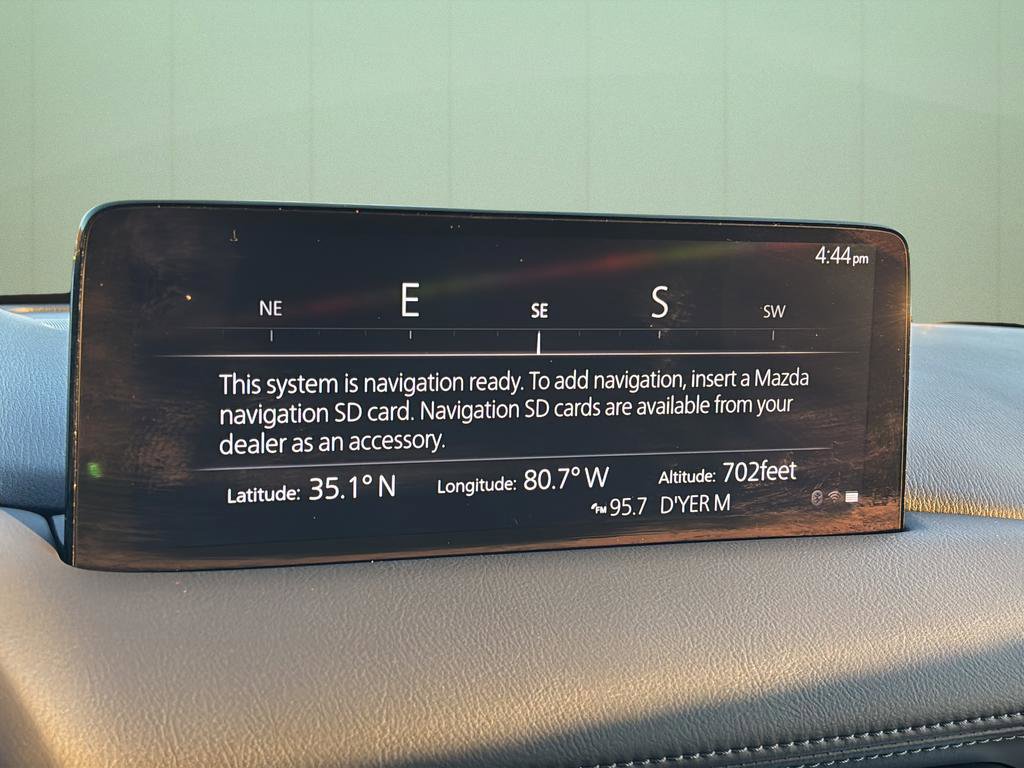 4:44pm
NE E SE S SW
This system is navigation ready. To add navigation, insert a Mazda
navigation SD card. Navigation SD cards are available from your
dealer as an accessory.
Latitude: 35.1° N Longitude: 80.7° W Altitude: 702feet
FM 95.7 D'YER M